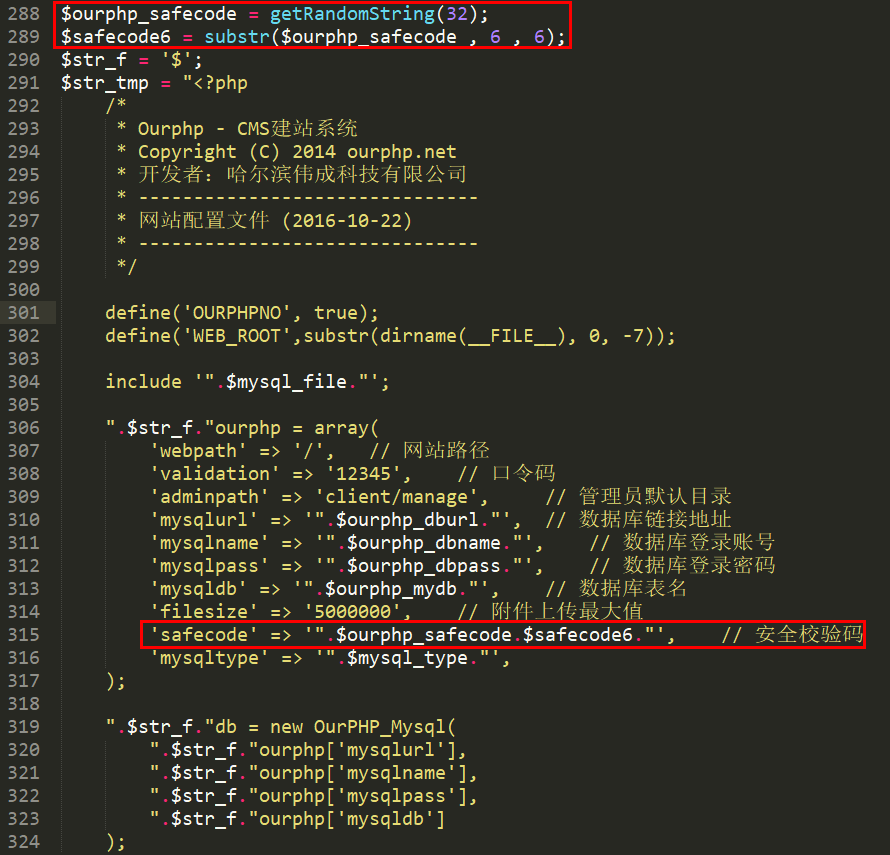 288 $ourphp_safecode = getRandomString(32);
289 $safecode6 = substr($ourphp_safecode , 6 , 6);
290 $str_f = '$';
291 $str_tmp = "<?php
292 /*
293 * Ourphp - CMS建站系统
294 * Copyright (C) 2014 ourphp.net
295 * 开发者：哈尔滨伟成科技有限公司
296 * -------------------------------
297 * 网站配置文件 (2016-10-22)
298 * -------------------------------
299 */
300
301 define('OURPHPNO', true);
302 define('WEB_ROOT',substr(dirname(__FILE__), 0, -7));
303
304 include '".$mysql_file."';
305
306 ".$str_f."ourphp = array(
307 'webpath' => '/', // 网站路径
308 'validation' => '12345', // 口令码
309 'adminpath' => 'client/manage', // 管理员默认目录
310 'mysqlurl' => '".$ourphp_dburl."', // 数据库链接地址
311 'mysqlname' => '".$ourphp_dbname."', // 数据库登录账号
312 'mysqlpass' => '".$ourphp_dbpass."', // 数据库登录密码
313 'mysqldb' => '".$ourphp_mydb."', // 数据库表名
314 'filesize' => '5000000', // 附件上传最大值
315 'safecode' => '".$ourphp_safecode.$safecode6."', // 安全校验码
316 'mysqltype' => '".$mysql_type."',
317 );
318
319 ".$str_f."db = new OurPHP_Mysql(
320 ".$str_f."ourphp['mysqlurl'],
321 ".$str_f."ourphp['mysqlname'],
322 ".$str_f."ourphp['mysqlpass'],
323 ".$str_f."ourphp['mysqldb']
324 );